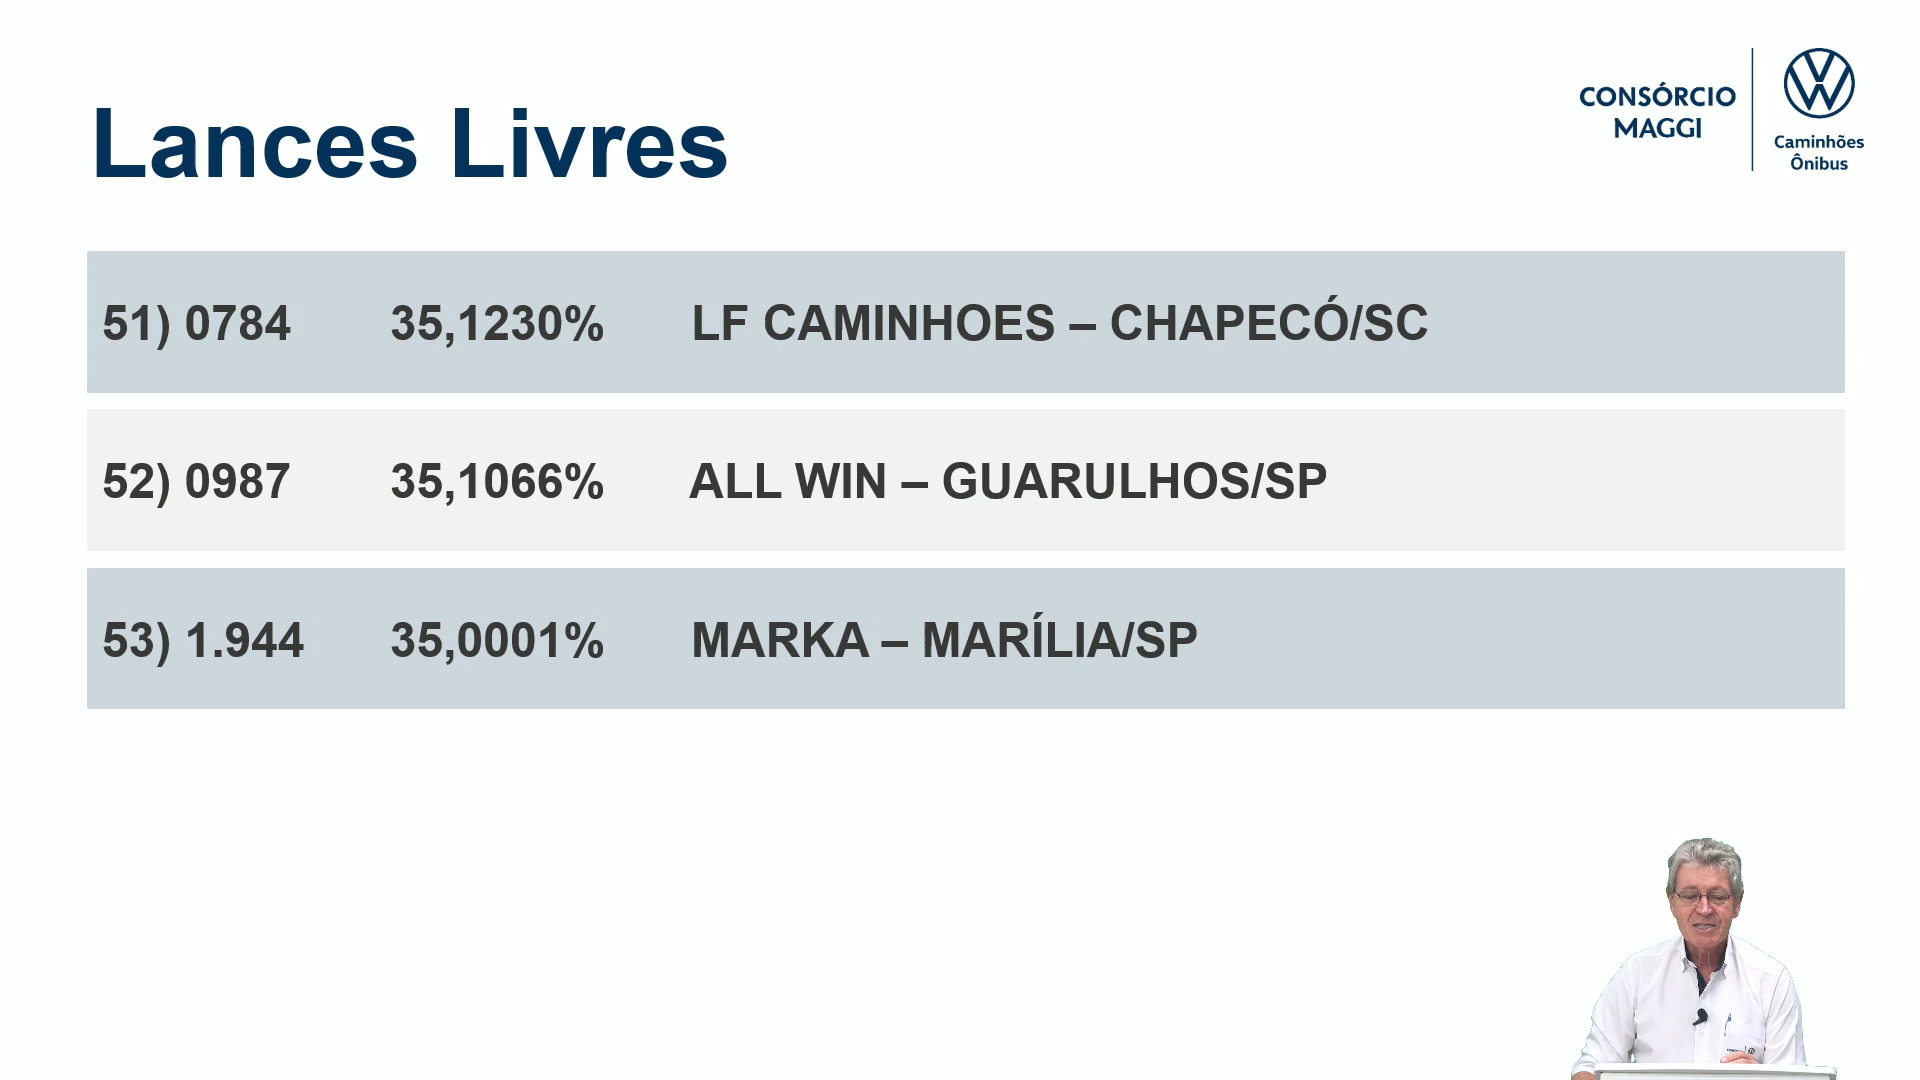 Lances Livres
CONSÓRCIO
MAGGI
Caminhões
Ônibus
51) 0784 35,1230% LF CAMINHOES – CHAPECÓ/SC
52) 0987 35,1066% ALL WIN – GUARULHOS/SP
53) 1.944 35,0001% MARKA – MARÍLIA/SP